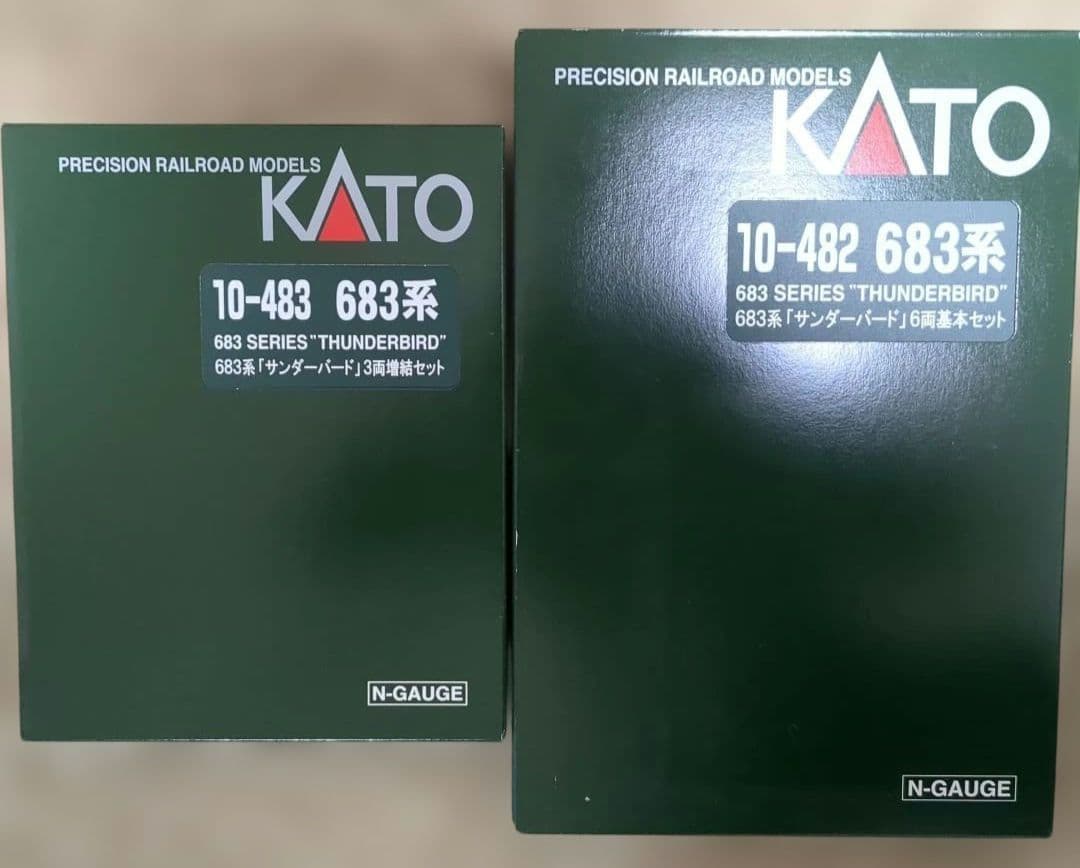 PRECISION RAILROAD MODELS
KATO
10-483 683系
683 SERIES "THUNDERBIRD"
683系「サンダーバード」3両増結セット
N-GAUGE
PRECISION RAILROAD MODELS
KATO
10-482 683系
683 SERIES "THUNDERBIRD"
683系「サンダーバード」6両基本セット
N-GAUGE